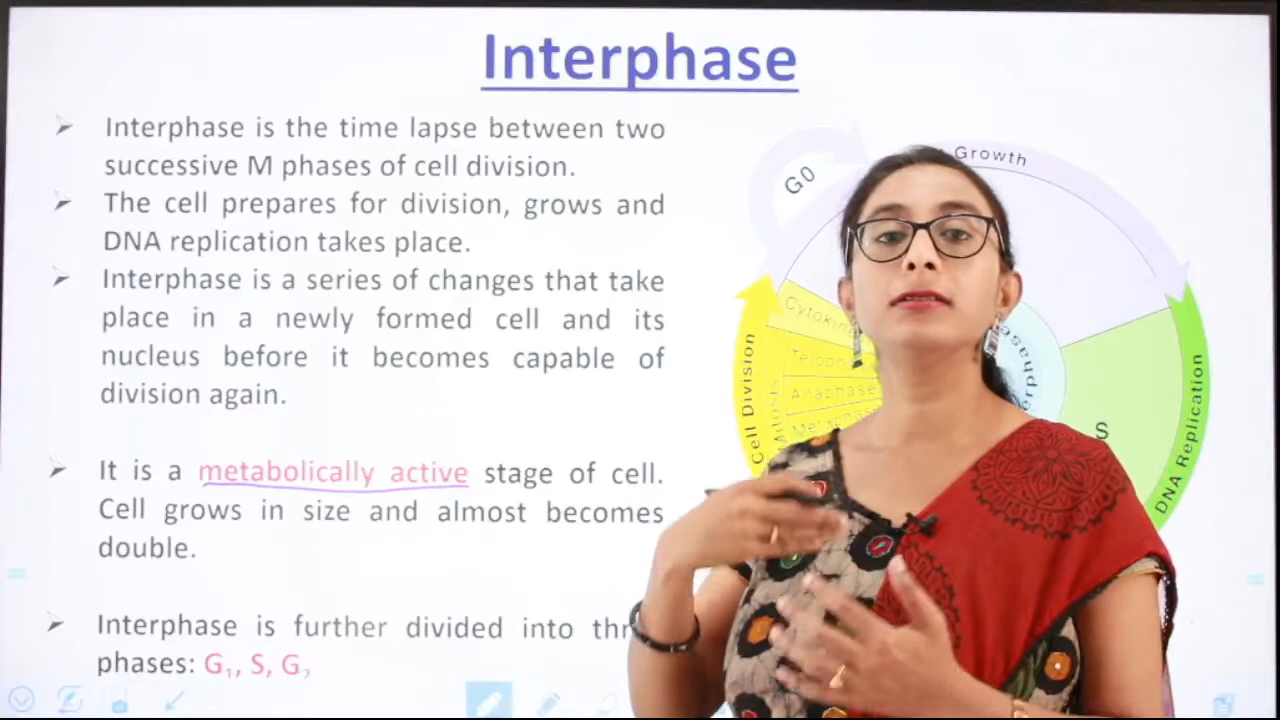 Interphase
Interphase is the time lapse between two
successive M phases of cell division.
The cell prepares for division, grows and
DNA replication takes place.
Interphase is a series of changes that take
place in a newly formed cell and its
nucleus before it becomes capable of
division again.
It is a metabolically active stage of cell.
Cell grows in size and almost becomes
double.
Interphase is further divided into
phases: G₁, S, G₂
G0
Growth
Cell Division
Anaphase
S
DNA Replication